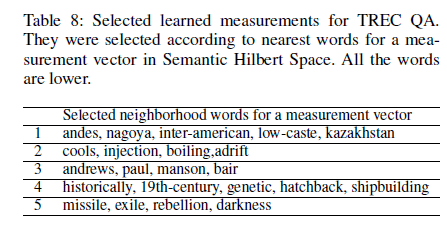 Table 8: Selected learned measurements for TREC QA.
They were selected according to nearest words for a mea-
surement vector in Semantic Hilbert Space. All the words
are lower.
Selected neighborhood words for a measurement vector
1 andes, nagoya, inter-american, low-caste, kazakhstan
2 cools, injection, boiling,adrift
3 andrews, paul, manson, bair
4 historically, 19th-century, genetic, hatchback, shipbuilding
5 missile, exile, rebellion, darkness